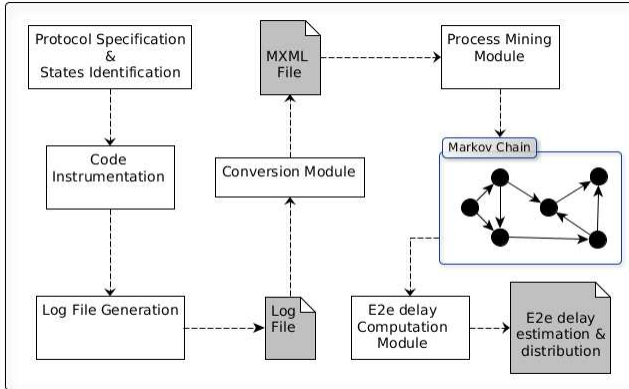 Protocol Specification
&
States Identification
Code
Instrumentation
Log File Generation
Log
File
Conversion Module
MXML
File
Process Mining
Module
Markov Chain
E2e delay
Computation
Module
E2e delay
estimation &
distribution